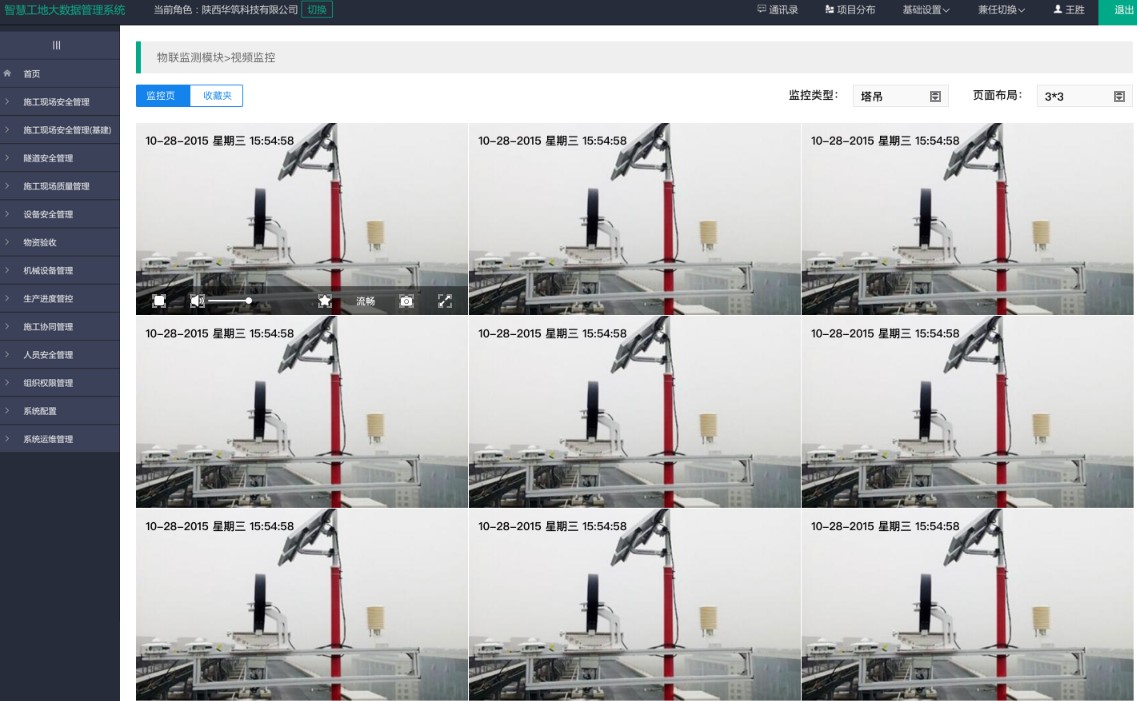 智慧工地大数据管理系统 当前角色：陕西华筑科技有限公司 切换 通讯录 项目分布 基础设置 兼任切换 王胜 退出
首页
施工现场安全管理
施工现场安全管理(基建)
隧道安全管理
施工现场质量管理
设备安全管理
物资验收
机械设备管理
生产进度管控
施工协同管理
人员安全管理
组织权限管理
系统配置
系统运维管理
物联监测模块>视频监控
监控页 收藏夹 监控类型： 塔吊 页面布局： 3*3
10-28-2015 星期三 15:54:58 10-28-2015 星期三 15:54:58 10-28-2015 星期三 15:54:58
流畅
10-28-2015 星期三 15:54:58 10-28-2015 星期三 15:54:58 10-28-2015 星期三 15:54:58
10-28-2015 星期三 15:54:58 10-28-2015 星期三 15:54:58 10-28-2015 星期三 15:54:58